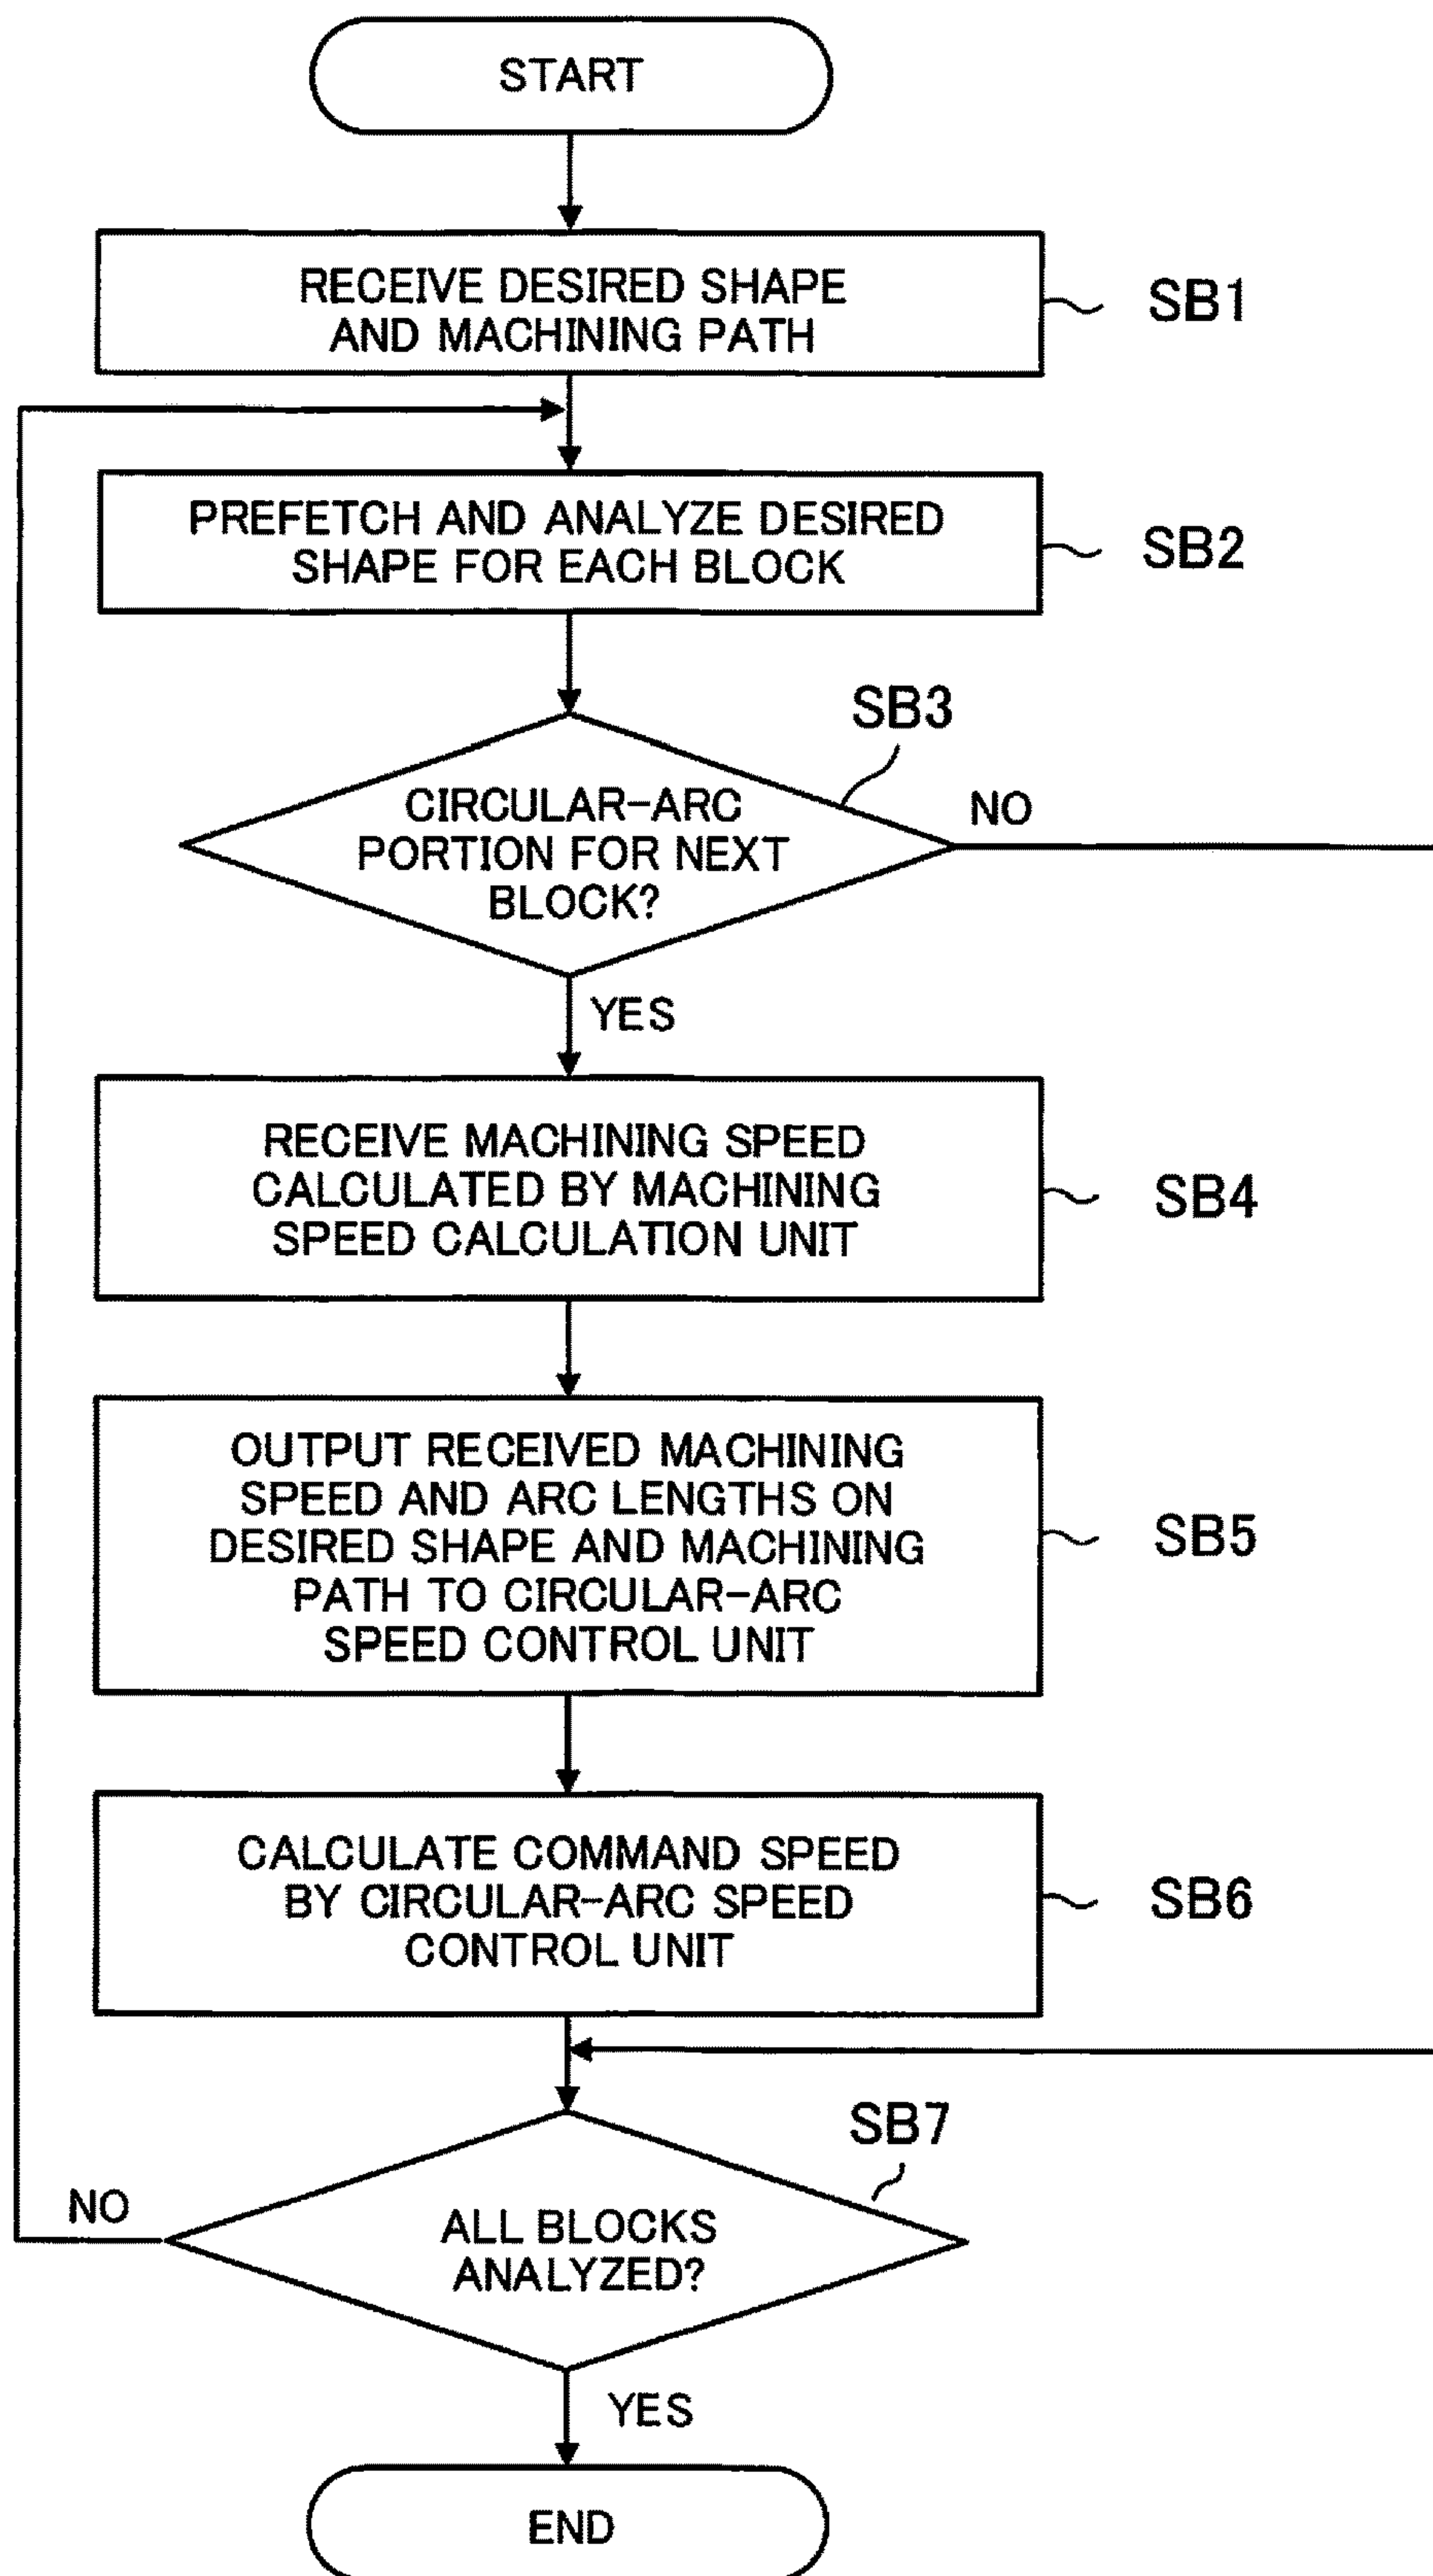 START
RECEIVE DESIRED SHAPE
AND MACHINING PATH
SB1
PREFETCH AND ANALYZE DESIRED
SHAPE FOR EACH BLOCK
SB2
SB3
CIRCULAR-ARC
PORTION FOR NEXT
BLOCK?
NO
YES
RECEIVE MACHINING SPEED
CALCULATED BY MACHINING
SPEED CALCULATION UNIT
SB4
OUTPUT RECEIVED MACHINING
SPEED AND ARC LENGTHS ON
DESIRED SHAPE AND MACHINING
PATH TO CIRCULAR-ARC
SPEED CONTROL UNIT
SB5
CALCULATE COMMAND SPEED
BY CIRCULAR-ARC SPEED
CONTROL UNIT
SB6
SB7
NO
ALL BLOCKS
ANALYZED?
YES
END